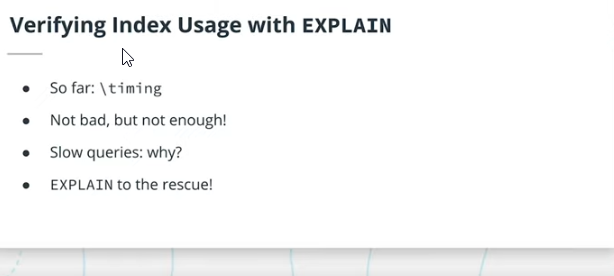 Verifying Index Usage with EXPLAIN
● So far: \timing
● Not bad, but not enough!
● Slow queries: why?
● EXPLAIN to the rescue!